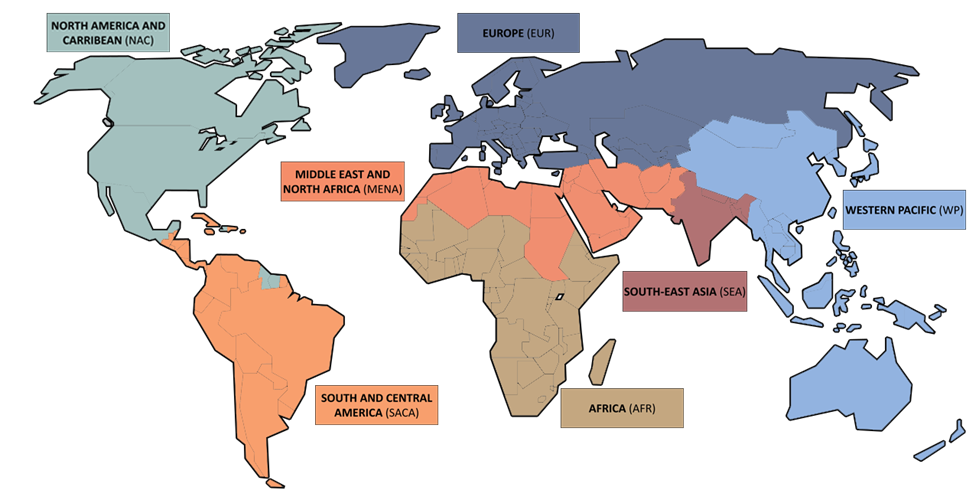 NORTH AMERICA AND
CARRIBEAN (NAC)
EUROPE (EUR)
MIDDLE EAST AND
NORTH AFRICA (MENA)
WESTERN PACIFIC (WP)
SOUTH-EAST ASIA (SEA)
SOUTH AND CENTRAL
AMERICA (SACA)
AFRICA (AFR)